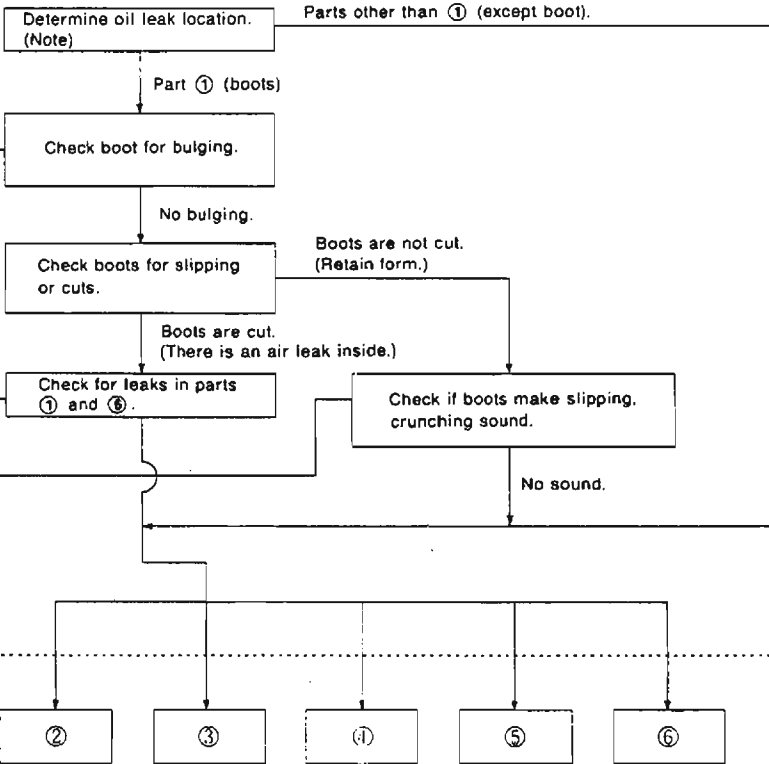 Determine oil leak location.
(Note)
Parts other than ① (except boot).
Part ① (boots)
Check boot for bulging.
No bulging.
Check boots for slipping
or cuts.
Boots are not cut.
(Retain form.)
Boots are cut.
(There is an air leak inside.)
Check for leaks in parts
① and ⑥.
Check if boots make slipping,
crunching sound.
No sound.
② ③ ④ ⑤ ⑥